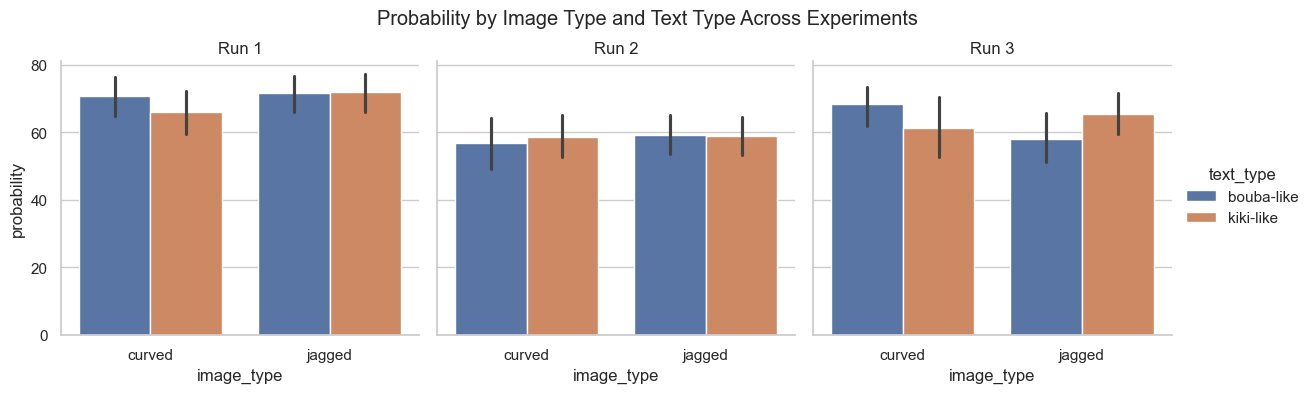 Probability by Image Type and Text Type Across Experiments
Run 1
Run 2
Run 3
80
60
40
20
0
probability
curved
jagged
image_type
curved
jagged
image_type
curved
jagged
image_type
text_type
bouba-like
kiki-like